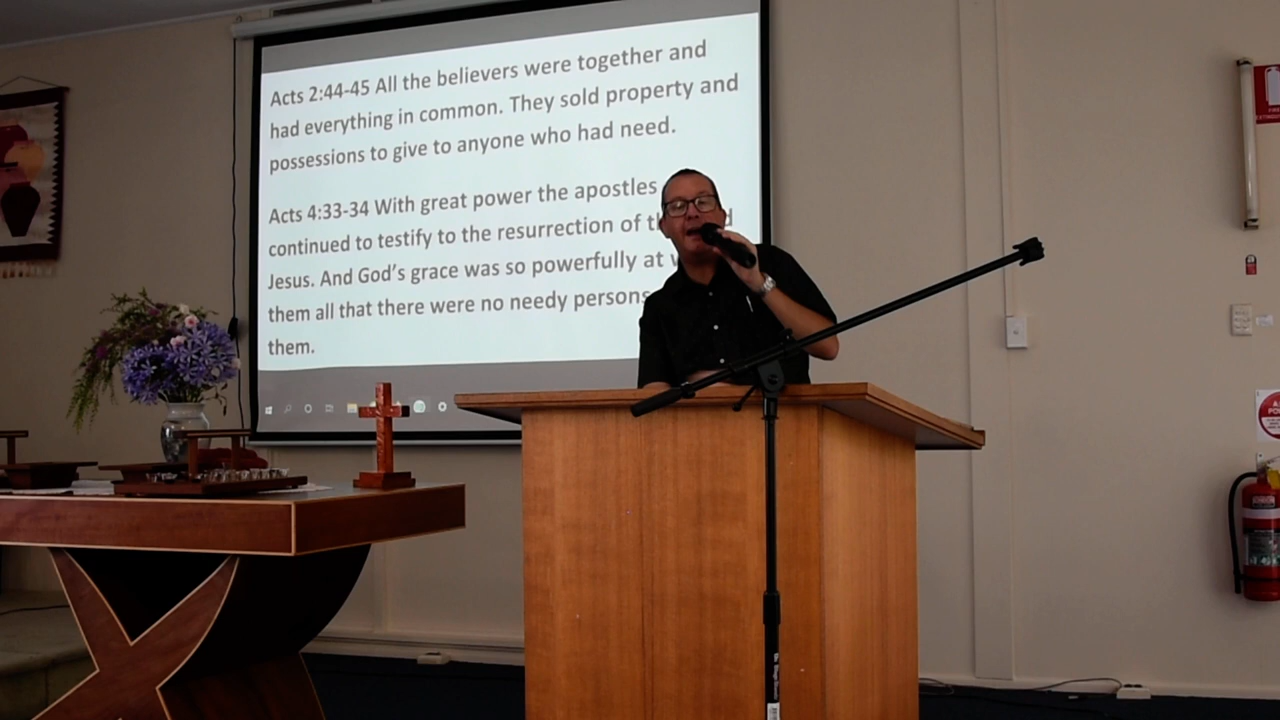 Acts 2:44-45 All the believers were together and
had everything in common. They sold property and
possessions to give to anyone who had need.
Acts 4:33-34 With great power the apostles
continued to testify to the resurrection of
Jesus. And God's grace was so powerfully at
them all that there were no needy persons
them.